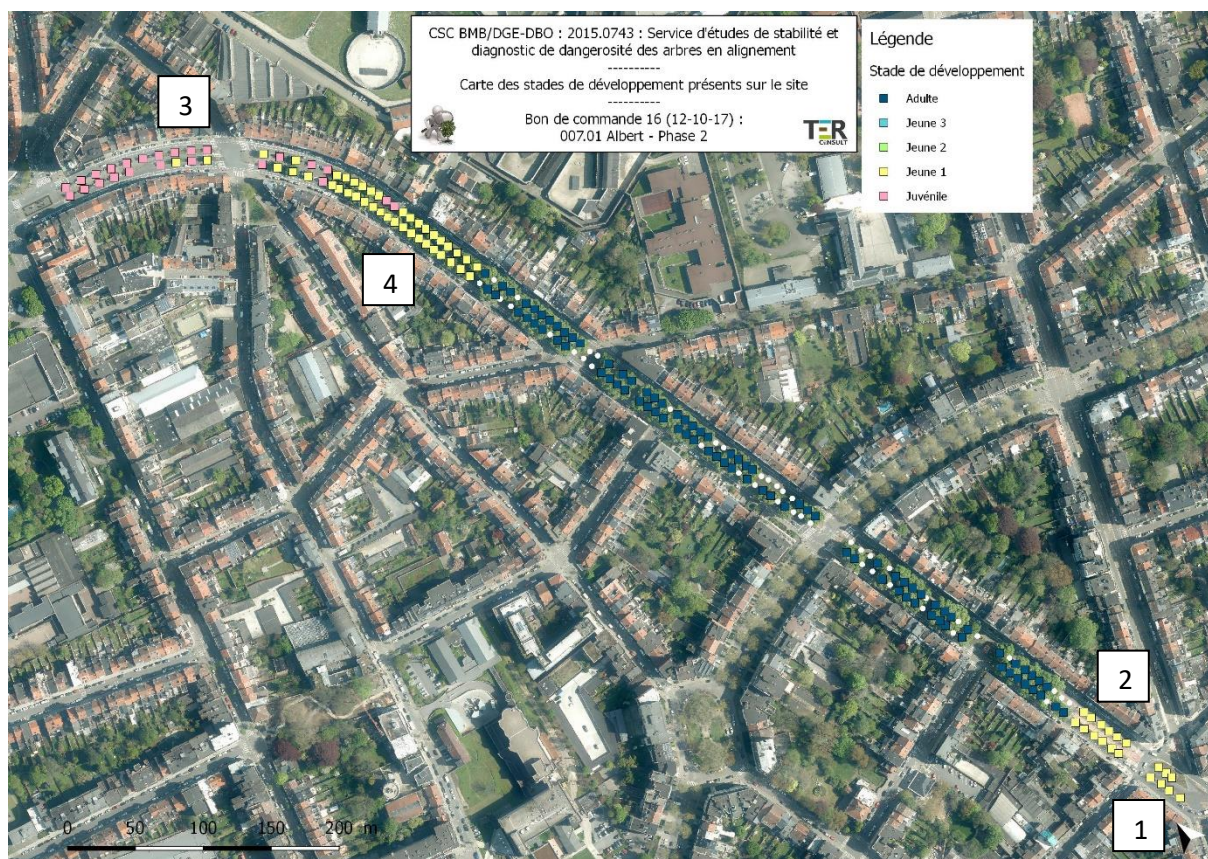 CSC BMB/DGE-DBO : 2015.0743 : Service d'études de stabilité et
diagnostic de dangerosité des arbres en alignement
----------
Carte des stades de développement présents sur le site
----------
Bon de commande 16 (12-10-17) :
007.01 Albert - Phase 2
TER
CONSULT
Légende
Stade de développement
Adulte
Jeune 3
Jeune 2
Jeune 1
Juvénile
3
4
2
1
0 50 100 150 200 m